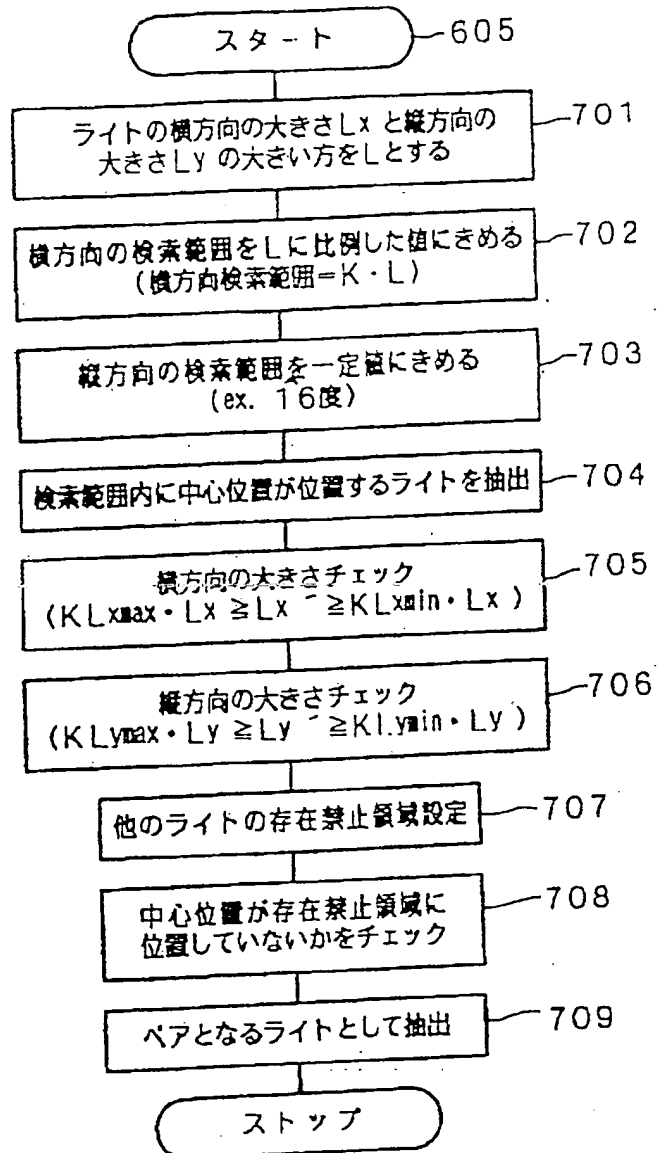 スタート
605
ライトの横方向の大きさLxと縦方向の
大きさLyの大きい方をLとする
701
横方向の検索範囲をLに比例した値にきめる
(横方向検索範囲=K・L)
702
縦方向の検索範囲を一定値にきめる
(ex. 16度)
703
検索範囲内に中心位置が位置するライトを抽出
704
横方向の大きさチェック
(KLxmax・Lx≧Lx´≧KLxmin・Lx)
705
縦方向の大きさチェック
(KLymax・Ly≧Ly´≧KLymin・Ly)
706
他のライトの存在禁止領域設定
707
中心位置が存在禁止領域に
位置していないかをチェック
708
ペアとなるライトとして抽出
709
ストップ